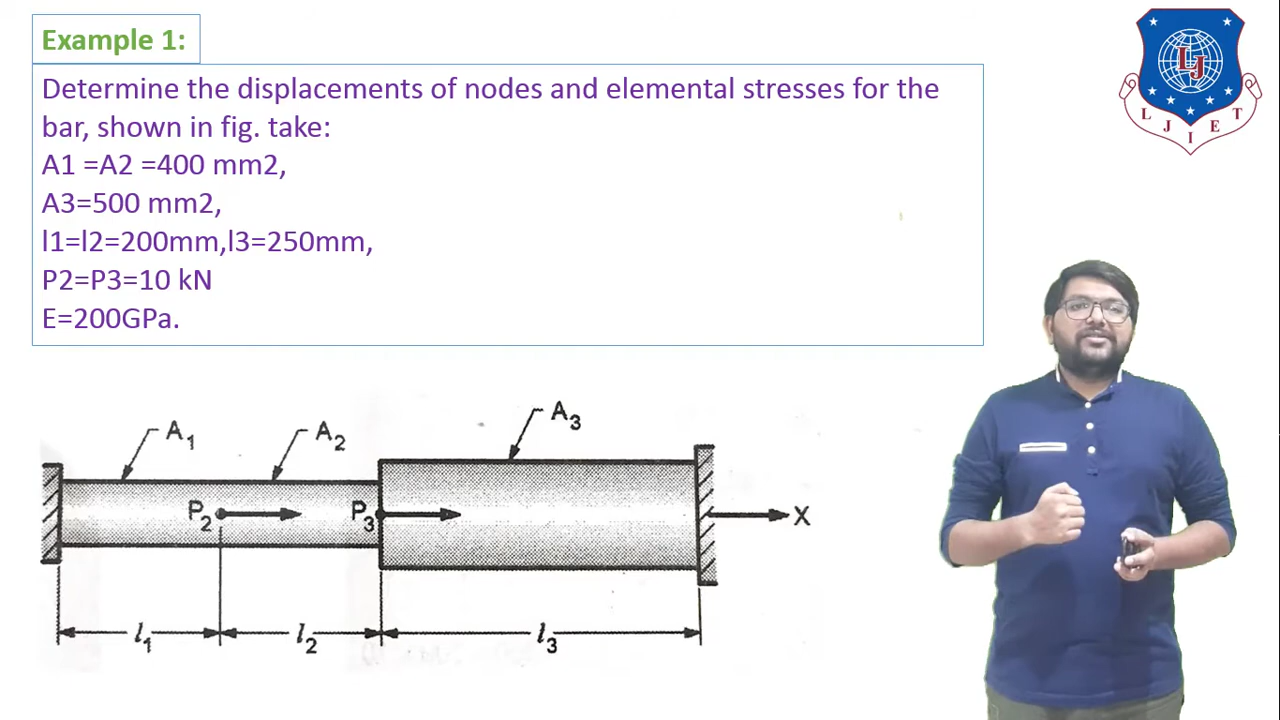 Example 1:
Determine the displacements of nodes and elemental stresses for the
bar, shown in fig. take:
A1 =A2 =400 mm2,
A3=500 mm2,
l1=l2=200mm,l3=250mm,
P2=P3=10 kN
E=200GPa.
LJ
L J I E T
A₁ A₂ A₃
P₂ P₃ X
l₁ l₂ l₃